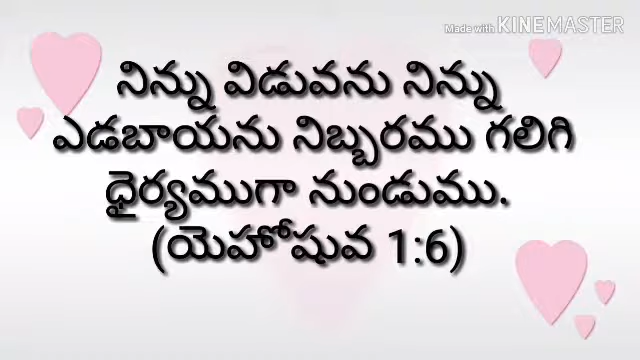 Made with KINEMASTER
నిన్ను విడువను నిన్ను
ఎడబాయను నిబ్బరము గలిగి
ధైర్యముగా నుండుము.
(యెహోషువ 1:6)